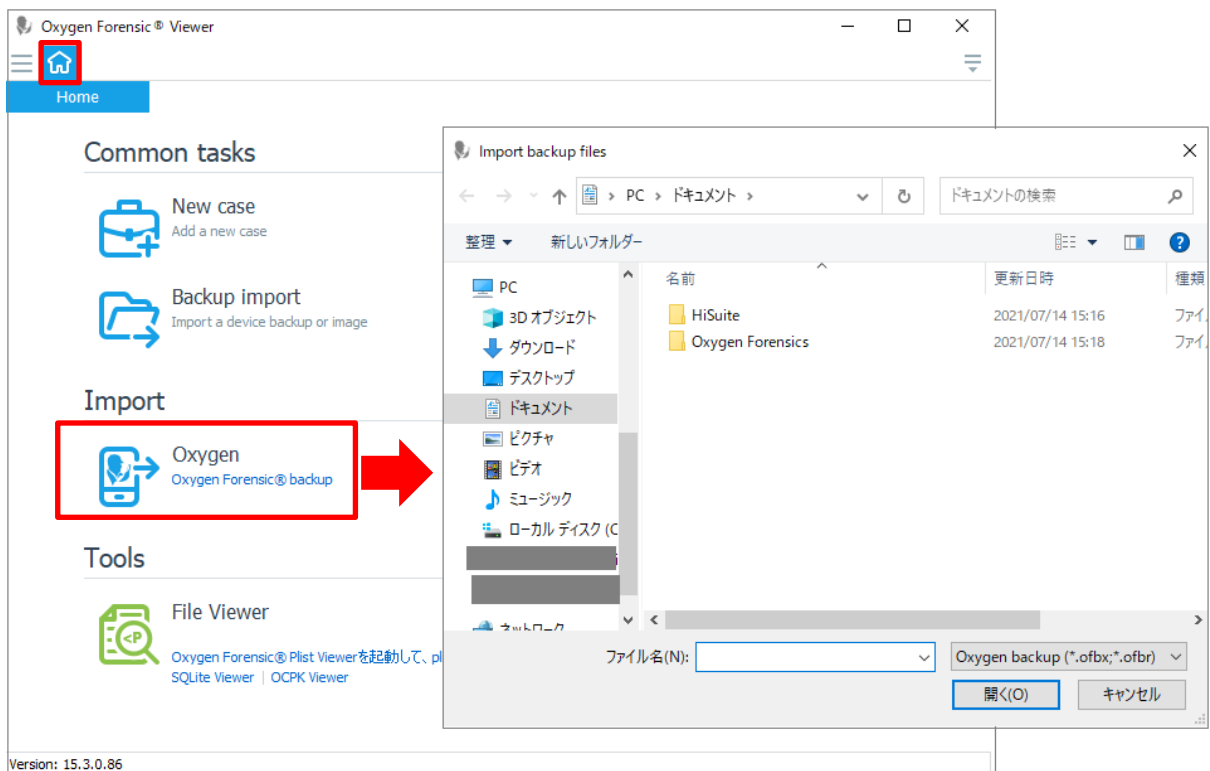 Oxygen Forensic® Viewer
Home
Common tasks
New case
Add a new case
Backup import
Import a device backup or image
Import
Oxygen
Oxygen Forensic® backup
Tools
File Viewer
Oxygen Forensic® Plist Viewerを起動して、pl
SQLite Viewer | OCPK Viewer
Version: 15.3.0.86
Import backup files
PC › ドキュメント ›
ドキュメントの検索
整理 新しいフォルダー
名前 更新日時 種類
PC
3D オブジェクト
ダウンロード
デスクトップ
ドキュメント
ピクチャ
ビデオ
ミュージック
ローカル ディスク (C
ネットワーク
HiSuite 2021/07/14 15:16 ファイ
Oxygen Forensics 2021/07/14 15:18 ファイ
ファイル名(N): Oxygen backup (*.ofbx;*.ofbr)
開く(O) キャンセル